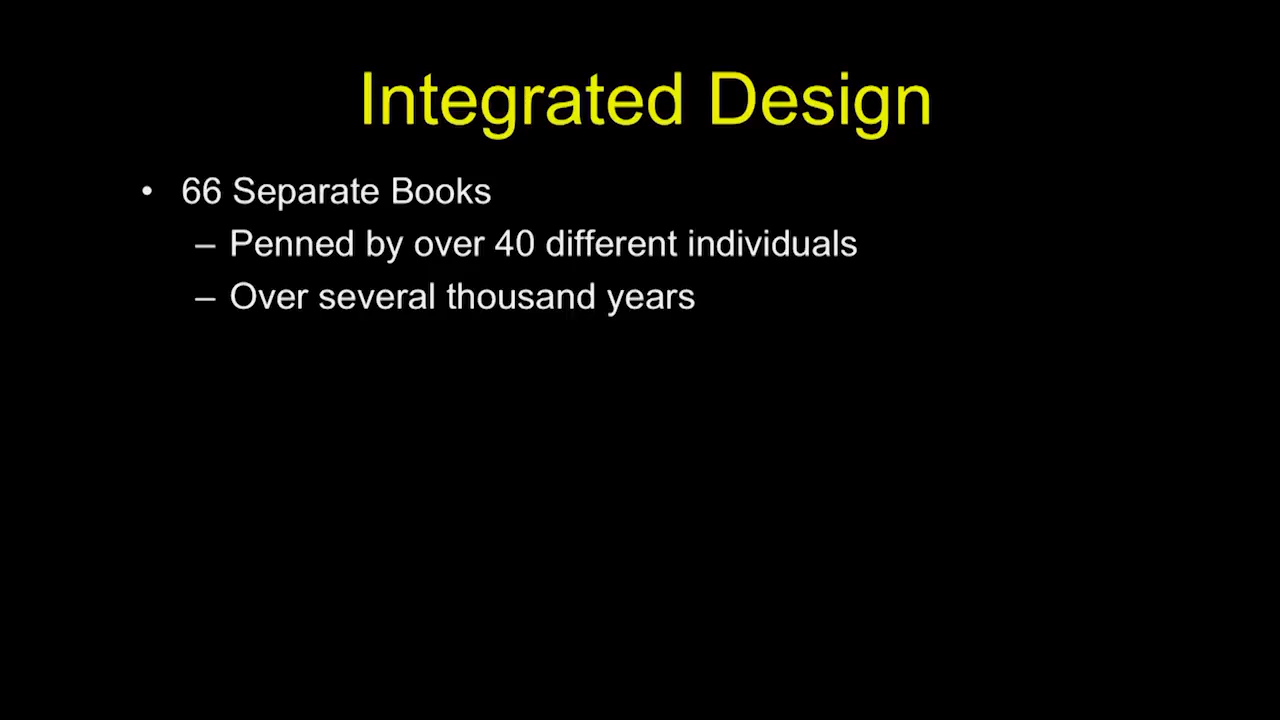 Integrated Design
• 66 Separate Books
– Penned by over 40 different individuals
– Over several thousand years